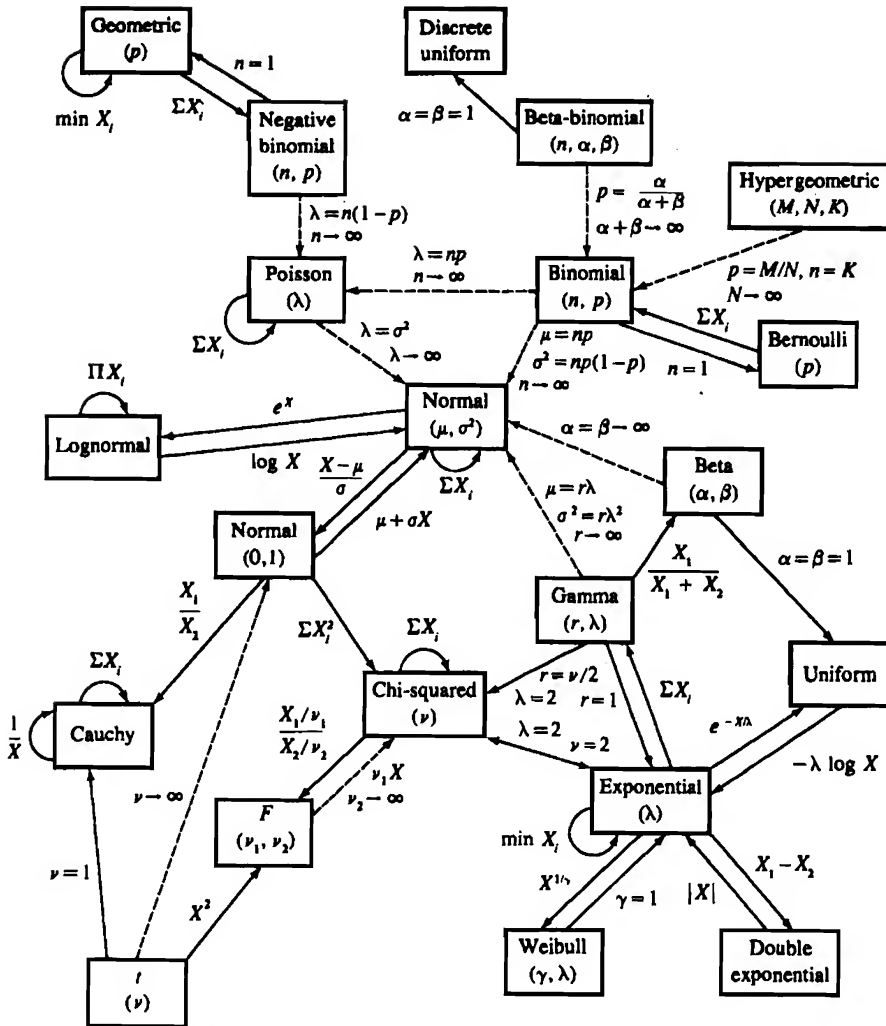 Geometric
(p)
Discrete
uniform
n = 1
min X_i
ΣX_i
Negative
binomial
(n, p)
α = β = 1
Beta-binomial
(n, α, β)
Hypergeometric
(M, N, K)
p = α / (α + β)
α + β → ∞
λ = n(1 − p)
n → ∞
λ = np
n → ∞
Poisson
(λ)
Binomial
(n, p)
p = M/N, n = K
N → ∞
ΣX_i
ΣX_i
Bernoulli
(p)
λ = σ²
λ → ∞
μ = np
σ² = np(1 − p)
n → ∞
n = 1
ΠX_i
Lognormal
e^X
log X
Normal
(μ, σ²)
ΣX_i
α = β → ∞
Beta
(α, β)
(X − μ) / σ
μ + σX
μ = rλ
σ² = rλ²
r → ∞
Normal
(0,1)
X_1 / (X_1 + X_2)
α = β = 1
Gamma
(r, λ)
X_1 / X_2
ΣX_i²
ΣX_i
ΣX_i
Cauchy
1 / X
Chi-squared
(ν)
r = ν/2
λ = 2
r = 1
ΣX_i
Uniform
λ = 2
ν = 2
e^{−X/λ}
−λ log X
(X_1/ν_1) / (X_2/ν_2)
ν_1 X
ν_2 → ∞
ν → ∞
F
(ν_1, ν_2)
Exponential
(λ)
min X_i
ν = 1
X²
X^{1/γ}
γ = 1
|X|
X_1 − X_2
t
(ν)
Weibull
(γ, λ)
Double
exponential